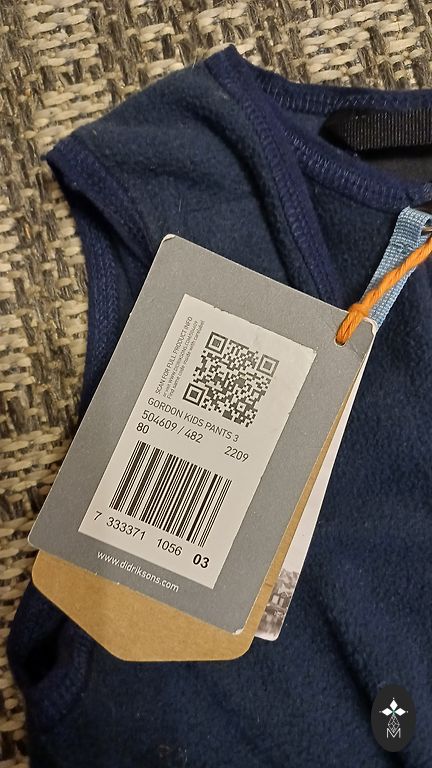 SCAN FOR FULL PRODUCT INFO
GORDON KIDS PANTS 3
504609 / 482 2209
80
7 333371 1056 03
www.didriksons.com
M